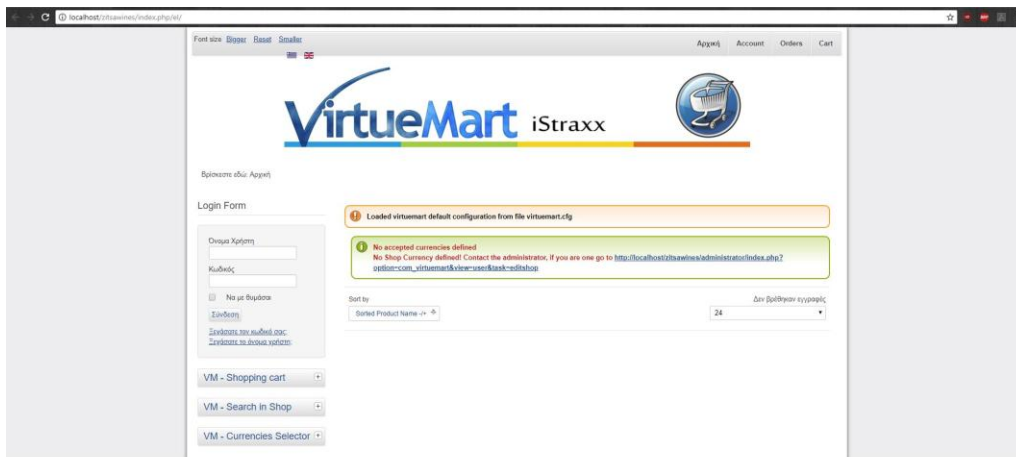 localhost/zitsawines/index.php/el/
Font size Bigger Reset Smaller
Αρχική Account Orders Cart
VirtueMart iStraxx
Βρίσκεστε εδώ: Αρχική
Login Form
Όνομα Χρήστη
Κωδικός
Να με θυμάσαι
Σύνδεση
Ξεχάσατε τον κωδικό σας;
Ξεχάσατε το όνομα χρήστη;
VM - Shopping cart
VM - Search in Shop
VM - Currencies Selector
Loaded virtuemart default configuration from file virtuemart.cfg
No accepted currencies defined
No Shop Currency defined! Contact the administrator, if you are one go to http://localhost/zitsawines/administrator/index.php?
option=com_virtuemart&view=user&task=editshop
Sort by
Δεν βρέθηκαν εγγραφές
Sorted Product Name -/+
24